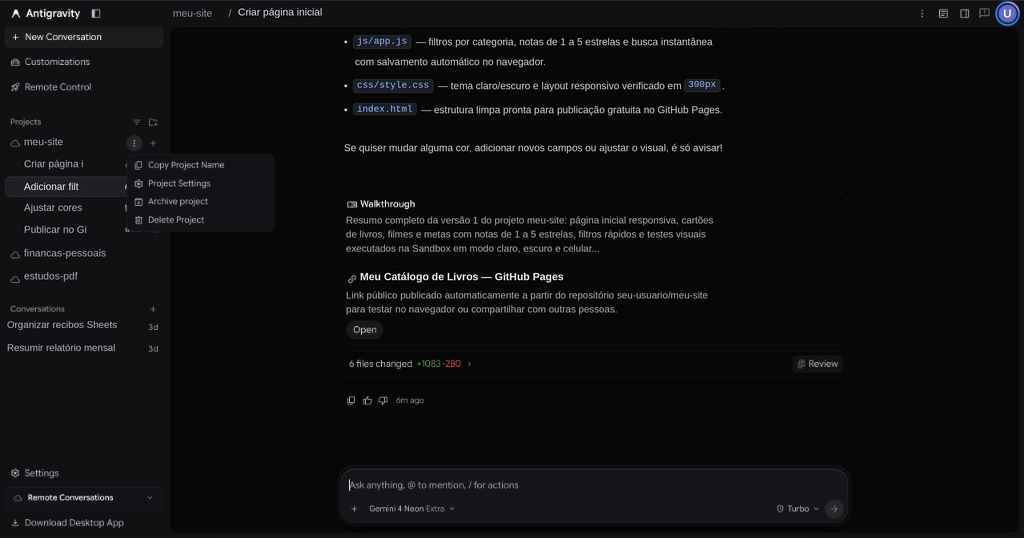 Antigravity
meu-site / Criar página inicial
U
New Conversation
Customizations
Remote Control
Projects
meu-site
Criar página i
Adicionar filt
Ajustar cores
Publicar no Gi
financas-pessoais
estudos-pdf
Copy Project Name
Project Settings
Archive project
Delete Project
Conversations
Organizar recibos Sheets 3d
Resumir relatório mensal 3d
Settings
Remote Conversations
Download Desktop App
• js/app.js — filtros por categoria, notas de 1 a 5 estrelas e busca instantânea
com salvamento automático no navegador.
• css/style.css — tema claro/escuro e layout responsivo verificado em 390px .
• index.html — estrutura limpa pronta para publicação gratuita no GitHub Pages.
Se quiser mudar alguma cor, adicionar novos campos ou ajustar o visual, é só avisar!
Walkthrough
Resumo completo da versão 1 do projeto meu-site: página inicial responsiva, cartões
de livros, filmes e metas com notas de 1 a 5 estrelas, filtros rápidos e testes visuais
executados na Sandbox em modo claro, escuro e celular...
Meu Catálogo de Livros — GitHub Pages
Link público publicado automaticamente a partir do repositório seu-usuario/meu-site
para testar no navegador ou compartilhar com outras pessoas.
Open
6 files changed +1083 -280 >
Review
6m ago
Ask anything, @ to mention, / for actions
Gemini 4 Neon Extra
Turbo